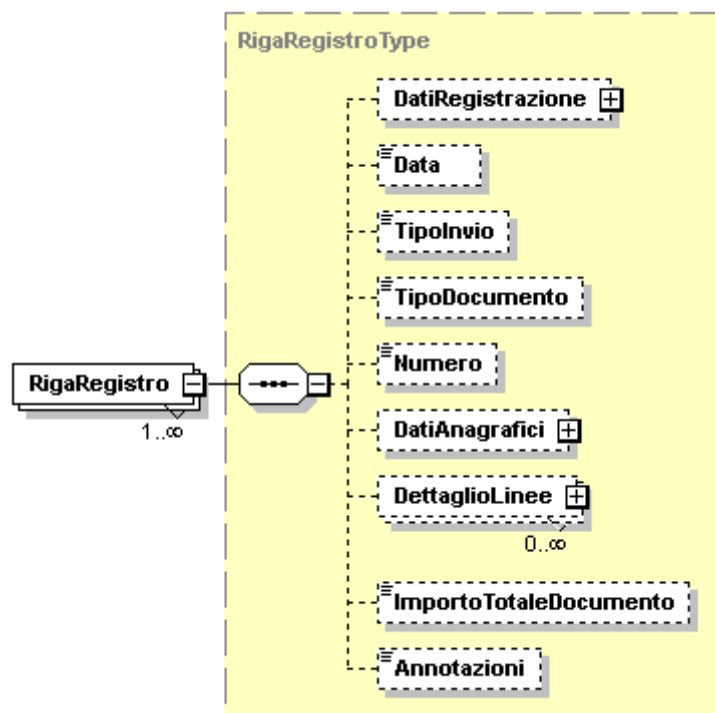 RigaRegistroType
DatiRegistrazione
Data
TipoInvio
TipoDocumento
RigaRegistro
1..∞
Numero
DatiAnagrafici
DettaglioLinee
0..∞
ImportoTotaleDocumento
Annotazioni